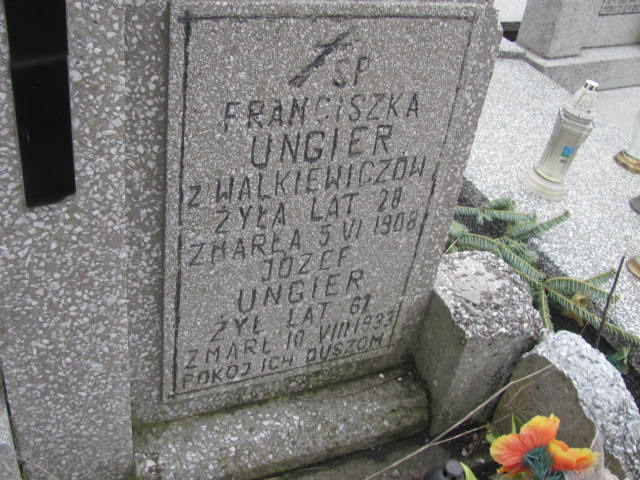 ŚP
FRANCISZKA
UNGIER
Z WALKIEWICZÓW
ŻYŁA LAT 28
ZMARŁA 5 VI 1908
JÓZEF
UNGIER
ŻYŁ LAT
ZMARŁ 10 VIII 1933
POKÓJ ICH DUSZOM